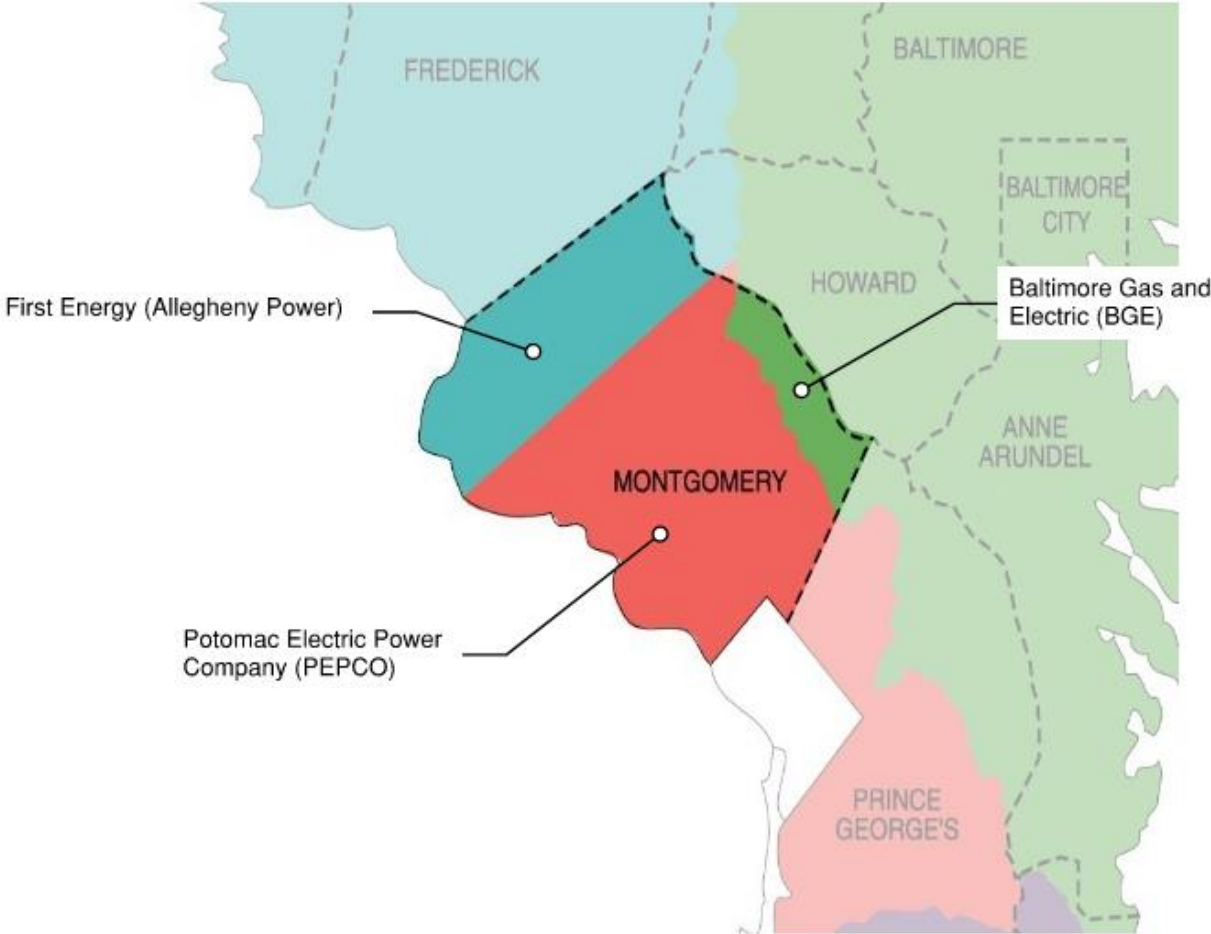 BALTIMORE
FREDERICK
BALTIMORE
CITY
HOWARD
Baltimore Gas and
Electric (BGE)
First Energy (Allegheny Power)
ANNE
ARUNDEL
MONTGOMERY
Potomac Electric Power
Company (PEPCO)
PRINCE
GEORGE'S